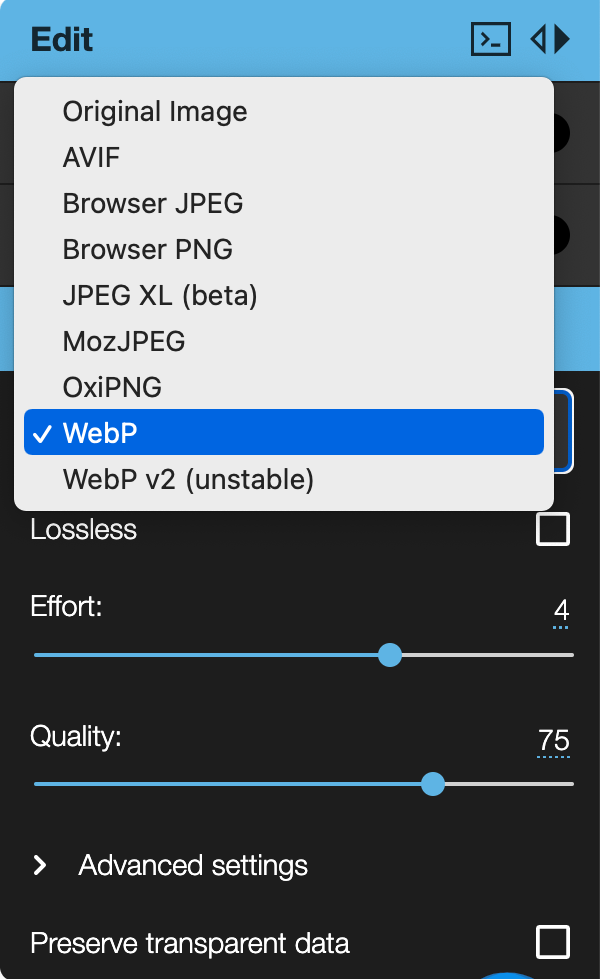 Edit
Original Image
AVIF
Browser JPEG
Browser PNG
JPEG XL (beta)
MozJPEG
OxiPNG
WebP
WebP v2 (unstable)
Lossless
Effort: 4
Quality: 75
Advanced settings
Preserve transparent data